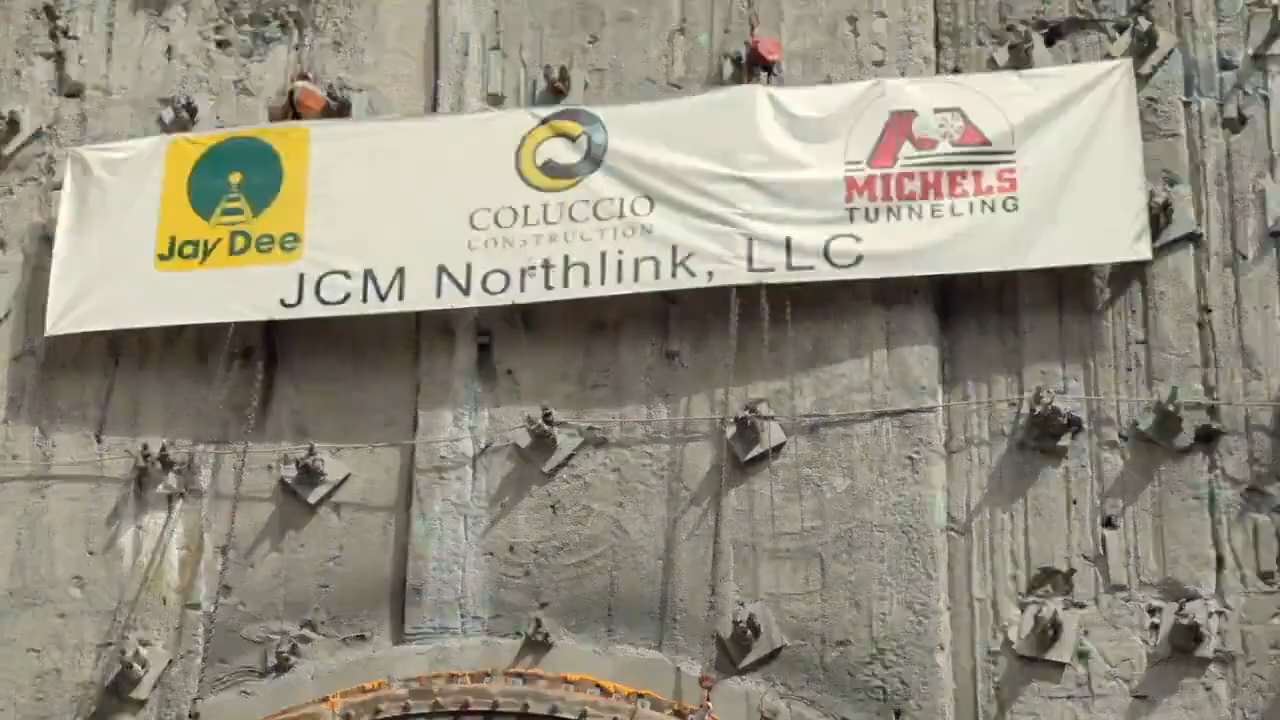 Jay Dee
COLUCCIO
CONSTRUCTION
MICHELS
TUNNELING
JCM Northlink, LLC